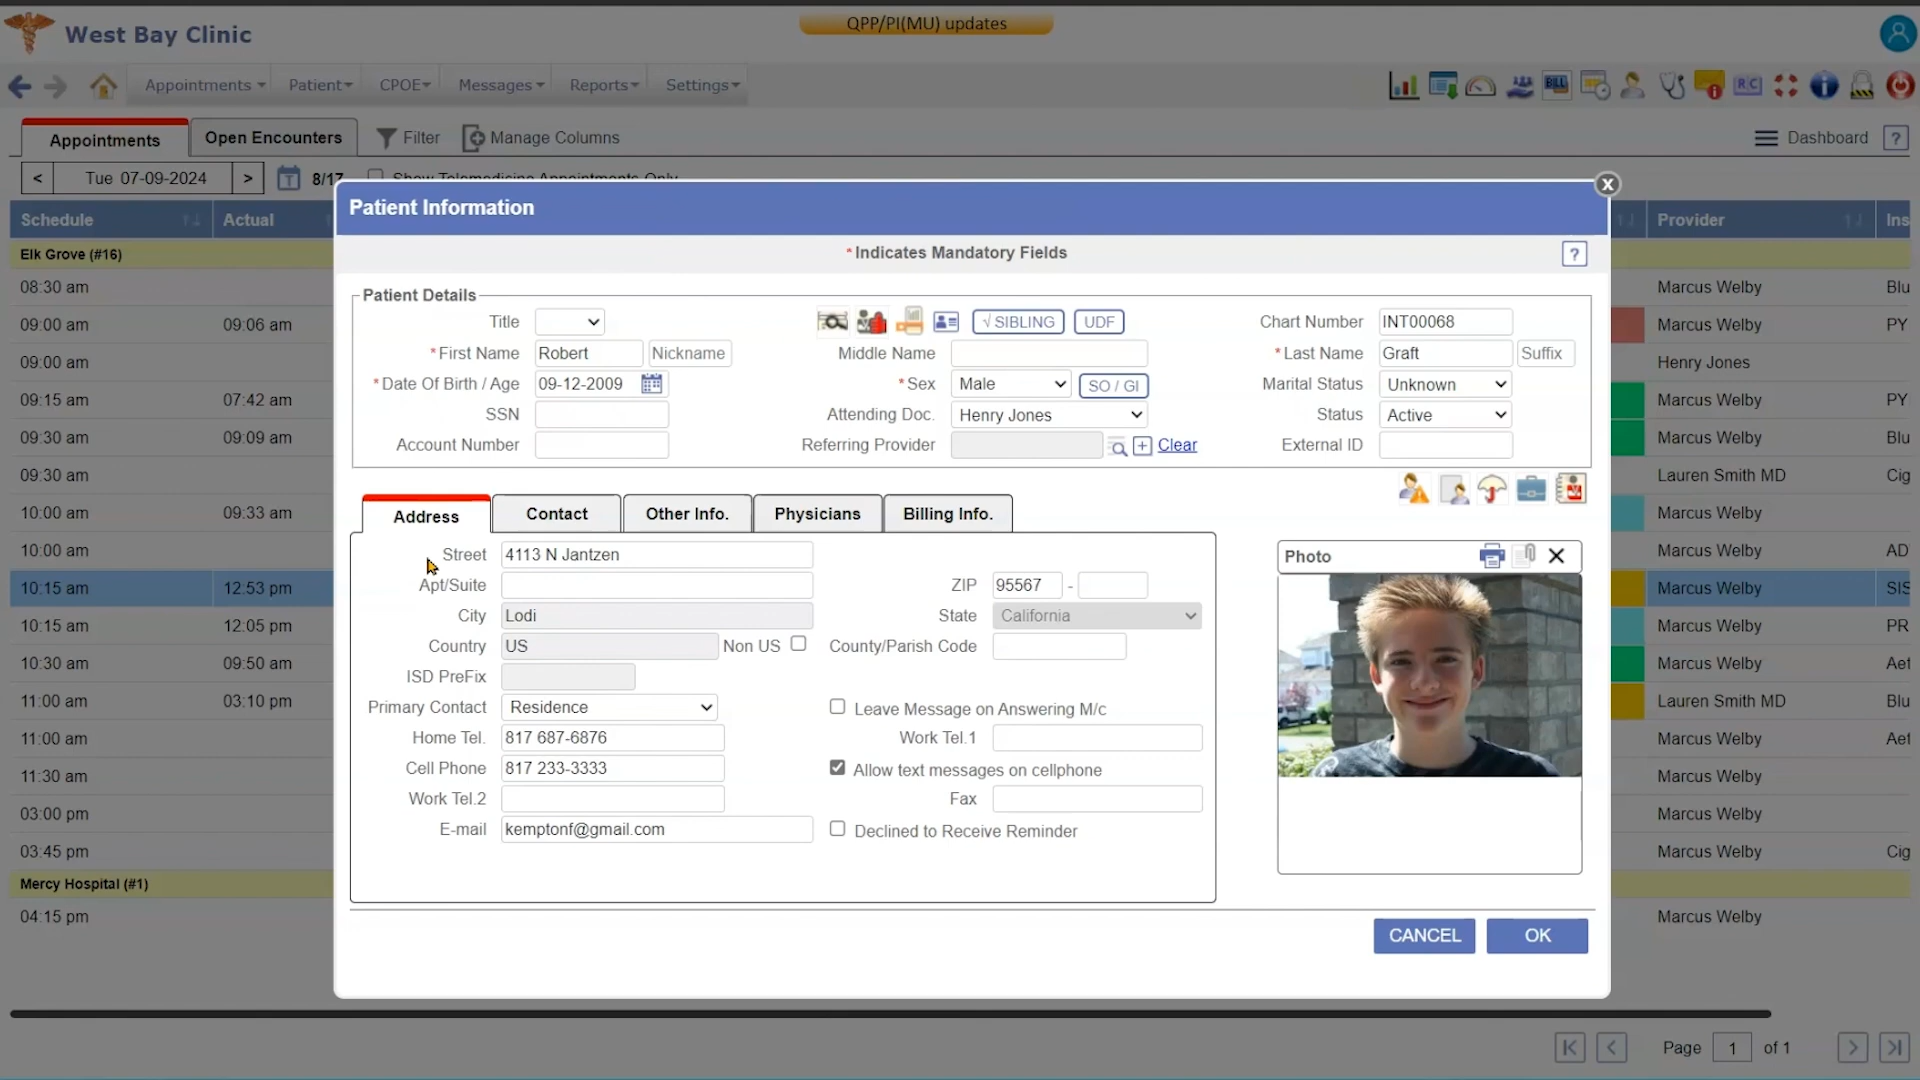 QPP/PI(MU) updates
West Bay Clinic
Appointments Patient CPOE Messages Reports Settings
BILL RC
Appointments Open Encounters Filter Manage Columns Dashboard ?
< Tue 07-09-2024 > T 8/17 Show Telemedicine Appointments Only
Schedule Actual Provider Ins
Elk Grove (#16)
08:30 am Marcus Welby Blu
09:00 am 09:06 am Marcus Welby PY
09:00 am Henry Jones
09:15 am 07:42 am Marcus Welby PY
09:30 am 09:09 am Marcus Welby Blu
09:30 am Lauren Smith MD Cig
10:00 am 09:33 am Marcus Welby
10:00 am Marcus Welby AD
10:15 am 12:53 pm Marcus Welby SIS
10:15 am 12:05 pm Marcus Welby PR
10:30 am 09:50 am Marcus Welby Aet
11:00 am 03:10 pm Lauren Smith MD Blu
11:00 am Marcus Welby Aet
11:30 am Marcus Welby
03:00 pm Marcus Welby
03:45 pm Marcus Welby Cig
Mercy Hospital (#1)
04:15 pm Marcus Welby
Patient Information x
*Indicates Mandatory Fields ?
Patient Details
Title √ SIBLING UDF Chart Number INT00068
*First Name Robert Nickname Middle Name *Last Name Graft Suffix
*Date Of Birth / Age 09-12-2009 *Sex Male SO / GI Marital Status Unknown
SSN Attending Doc. Henry Jones Status Active
Account Number Referring Provider Clear External ID
Address Contact Other Info. Physicians Billing Info.
Street 4113 N Jantzen
Apt/Suite ZIP 95567 -
City Lodi State California
Country US Non US County/Parish Code
ISD PreFix
Primary Contact Residence Leave Message on Answering M/c
Home Tel. 817 687-6876 Work Tel.1
Cell Phone 817 233-3333 Allow text messages on cellphone
Work Tel.2 Fax
E-mail kemptonf@gmail.com Declined to Receive Reminder
Photo
CANCEL OK
Page 1 of 1